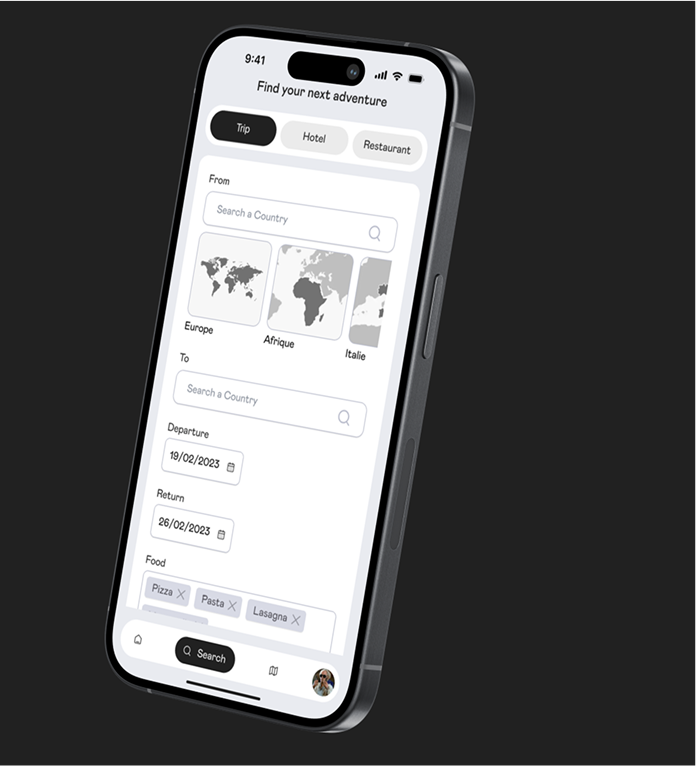 9:41
Find your next adventure
Trip Hotel Restaurant
From
Search a Country
Europe Afrique Italie
To
Search a Country
Departure
19/02/2023
Return
26/02/2023
Food
Pizza Pasta Lasagna
Search